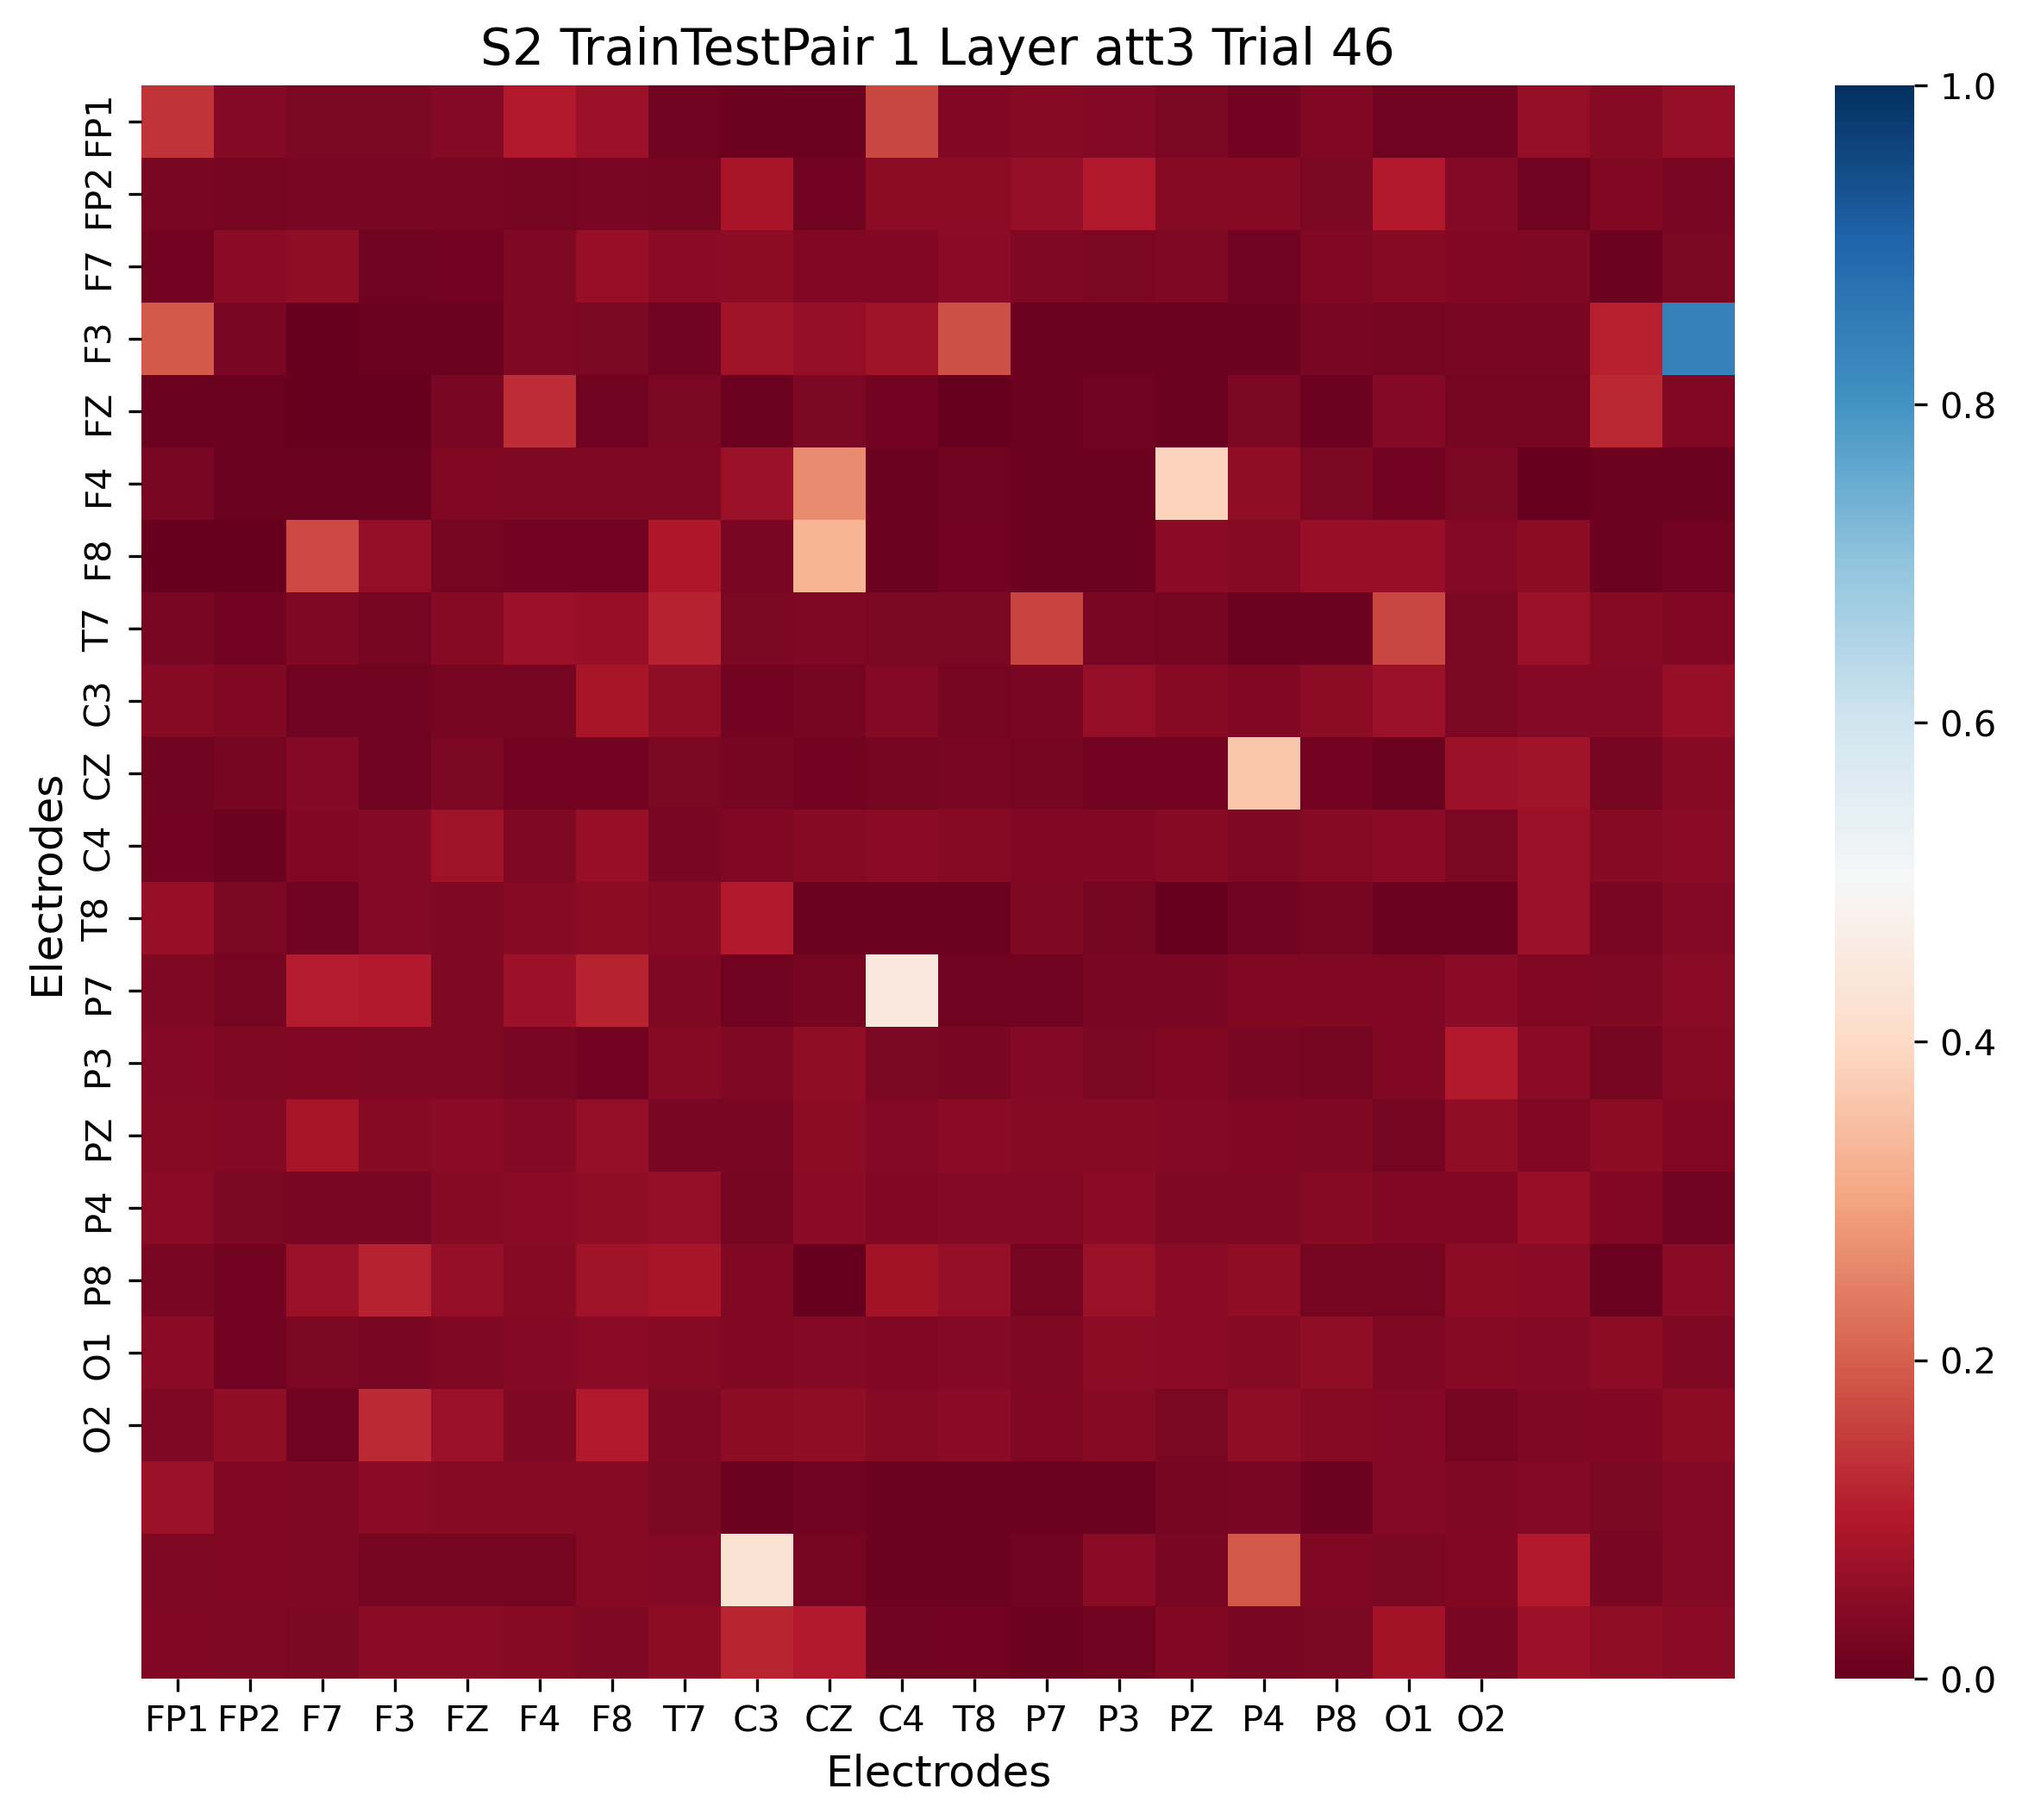 S2 TrainTestPair 1 Layer att3 Trial 46
Electrodes
FP1
FP2
F7
F3
FZ
F4
F8
T7
C3
CZ
C4
T8
P7
P3
PZ
P4
P8
O1
O2
FP1 FP2 F7 F3 FZ F4 F8 T7 C3 CZ C4 T8 P7 P3 PZ P4 P8 O1 O2
Electrodes
1.0
0.8
0.6
0.4
0.2
0.0